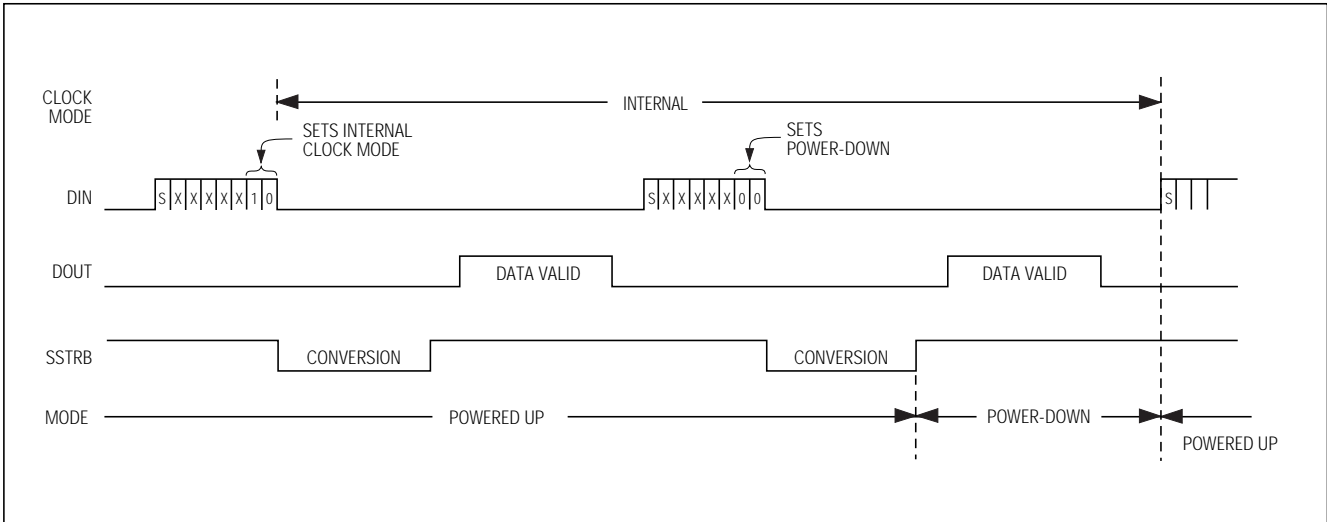 CLOCK
MODE
INTERNAL
SETS INTERNAL
CLOCK MODE
SETS
POWER-DOWN
DIN
S X X X X X 1 0
S X X X X X 0 0
S
DOUT
DATA VALID
DATA VALID
SSTRB
CONVERSION
CONVERSION
MODE
POWERED UP
POWER-DOWN
POWERED UP